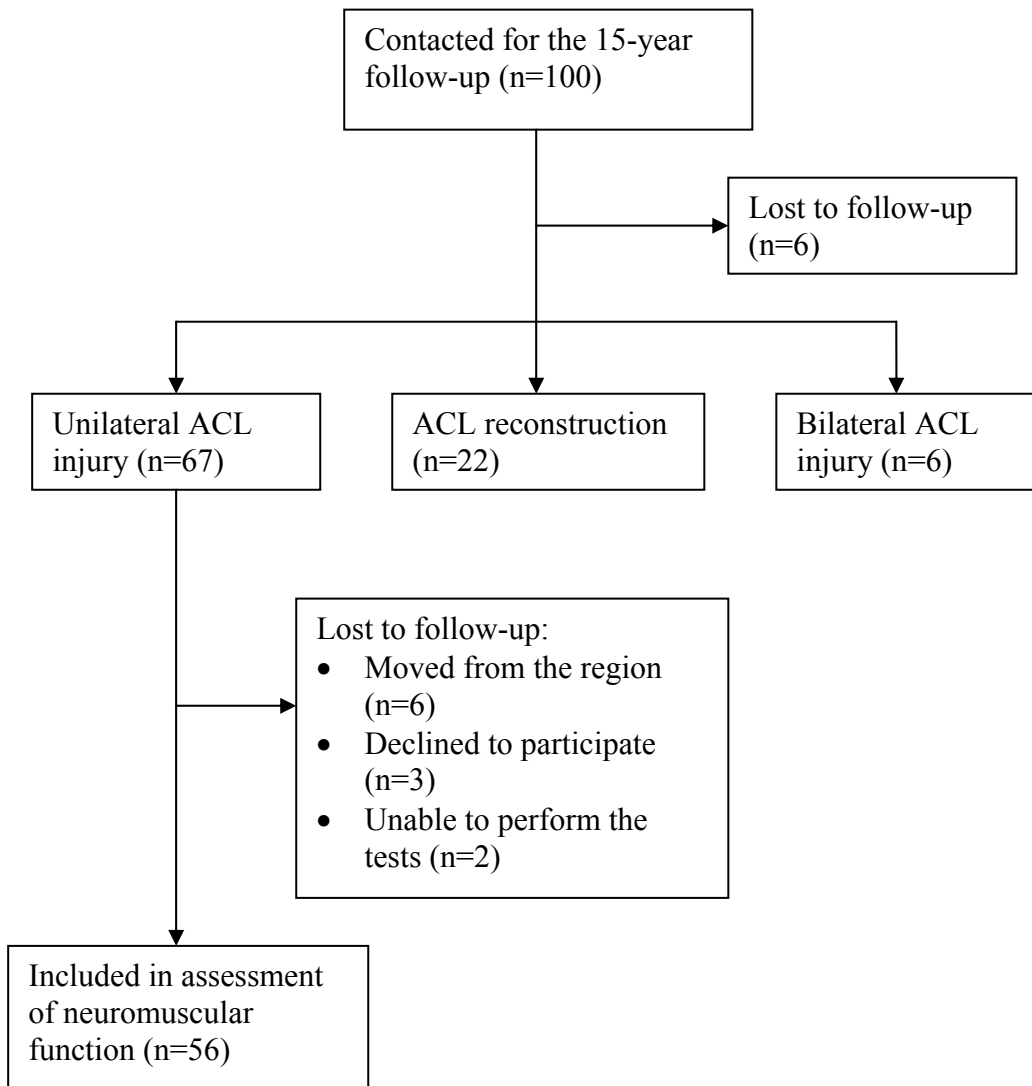 Contacted for the 15-year
follow-up (n=100)
Lost to follow-up
(n=6)
Unilateral ACL
injury (n=67)
ACL reconstruction
(n=22)
Bilateral ACL
injury (n=6)
Lost to follow-up:
• Moved from the region
(n=6)
• Declined to participate
(n=3)
• Unable to perform the
tests (n=2)
Included in assessment
of neuromuscular
function (n=56)